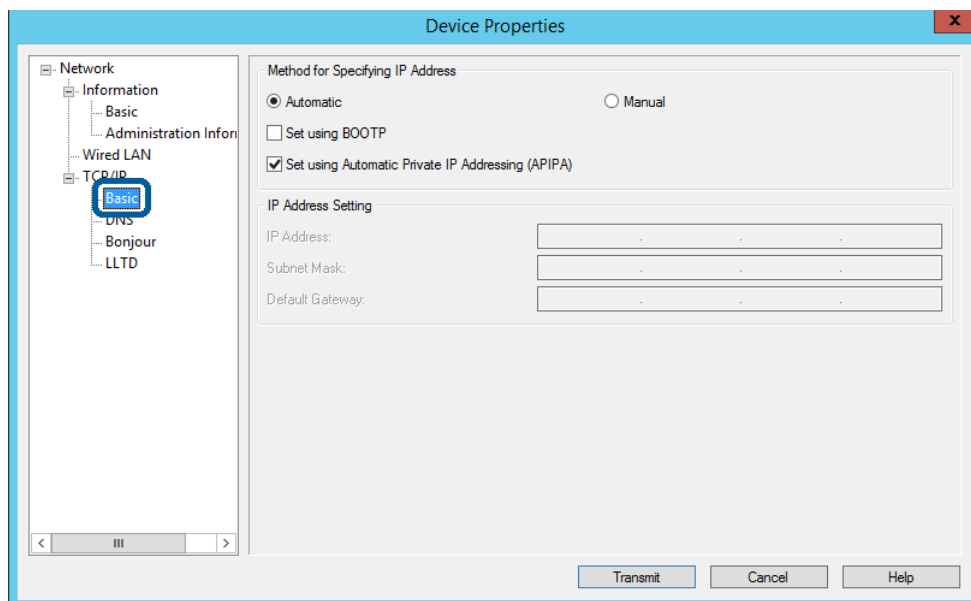 Device Properties
x
Network
Information
Basic
Administration Infor
Wired LAN
TCP/IP
Basic
DNS
Bonjour
LLTD
Method for Specifying IP Address
Automatic
Manual
Set using BOOTP
Set using Automatic Private IP Addressing (APIPA)
IP Address Setting
IP Address:
Subnet Mask:
Default Gateway:
Transmit Cancel Help